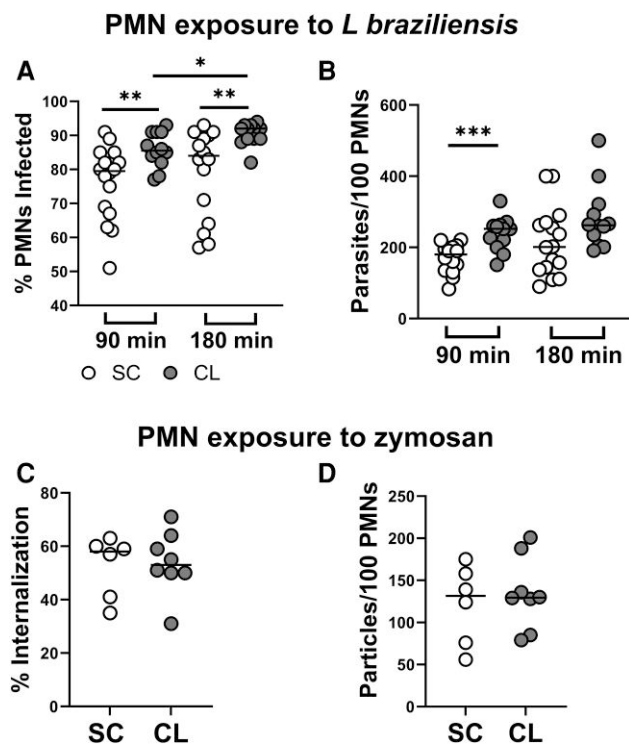 PMN exposure to L braziliensis
A
% PMNs Infected
100
90
80
70
60
50
40
**
*
**
90 min
180 min
SC
CL
B
Parasites/100 PMNs
600
400
200
0
***
90 min
180 min
PMN exposure to zymosan
C
% Internalization
80
60
40
20
0
SC
CL
D
Particles/100 PMNs
250
200
150
100
50
0
SC
CL